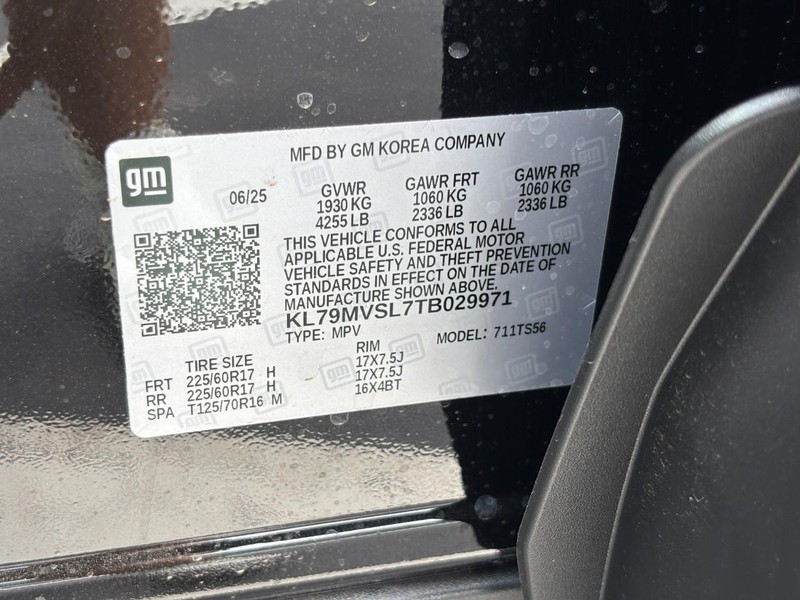 MFD BY GM KOREA COMPANY
gm
06/25
GVWR
1930 KG
4255 LB
GAWR FRT
1060 KG
2336 LB
GAWR RR
1060 KG
2336 LB
THIS VEHICLE CONFORMS TO ALL
APPLICABLE U.S. FEDERAL MOTOR
VEHICLE SAFETY AND THEFT PREVENTION
STANDARDS IN EFFECT ON THE DATE OF
MANUFACTURE SHOWN ABOVE.
KL79MVSL7TB029971
TYPE: MPV MODEL: 711TS56
TIRE SIZE RIM
FRT 225/60R17 H 17X7.5J
RR 225/60R17 H 17X7.5J
SPA T125/70R16 M 16X4BT